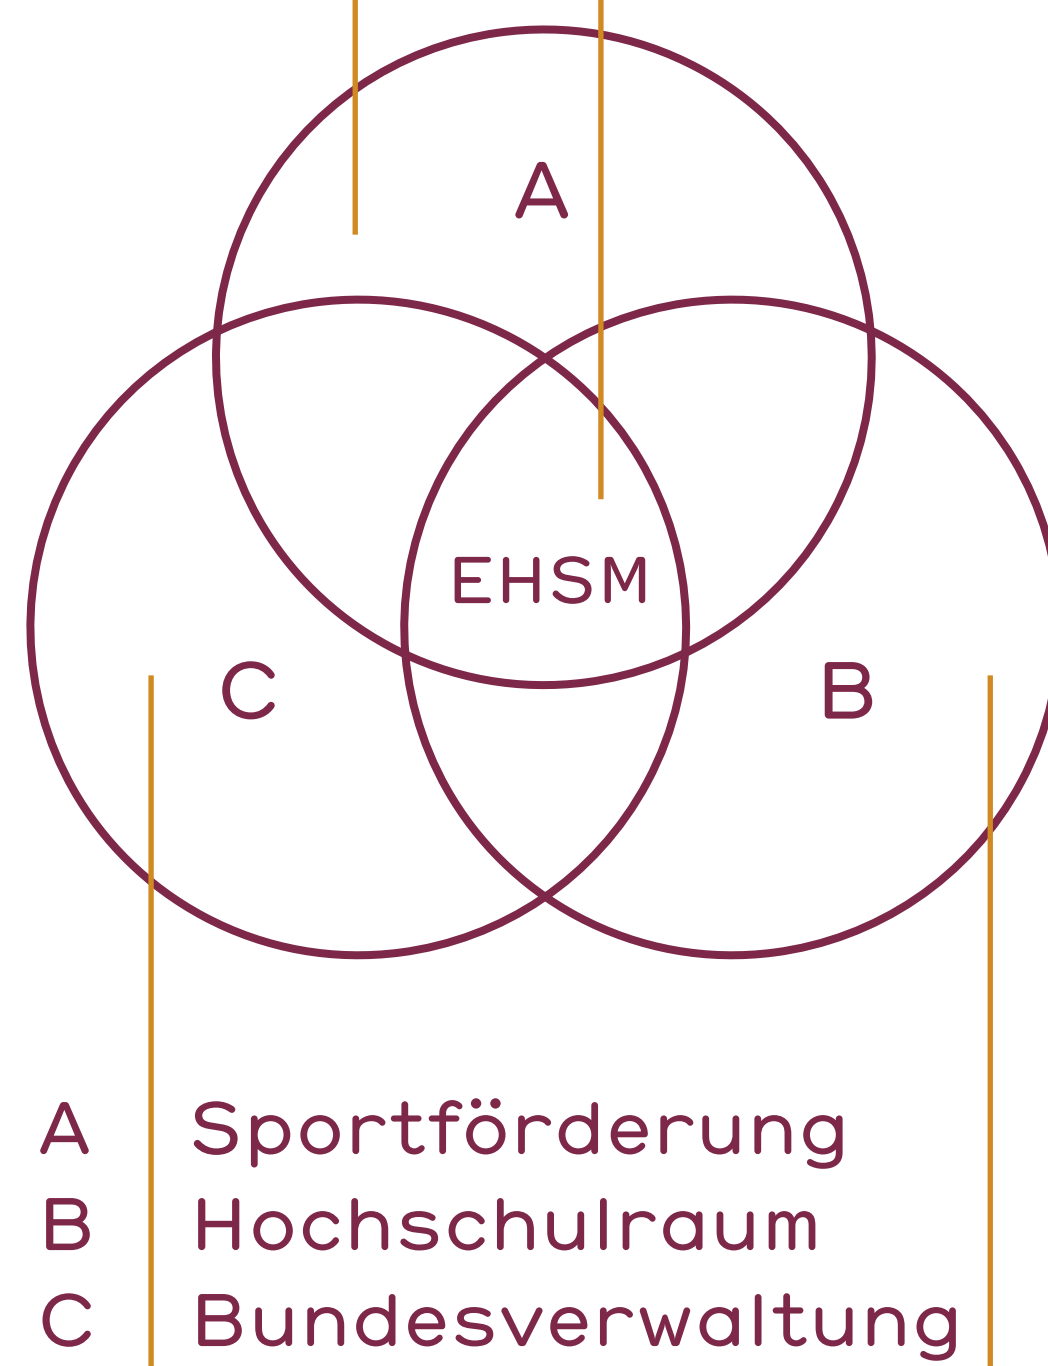 A
EHSM
C
B
A Sportförderung
B Hochschulraum
C Bundesverwaltung